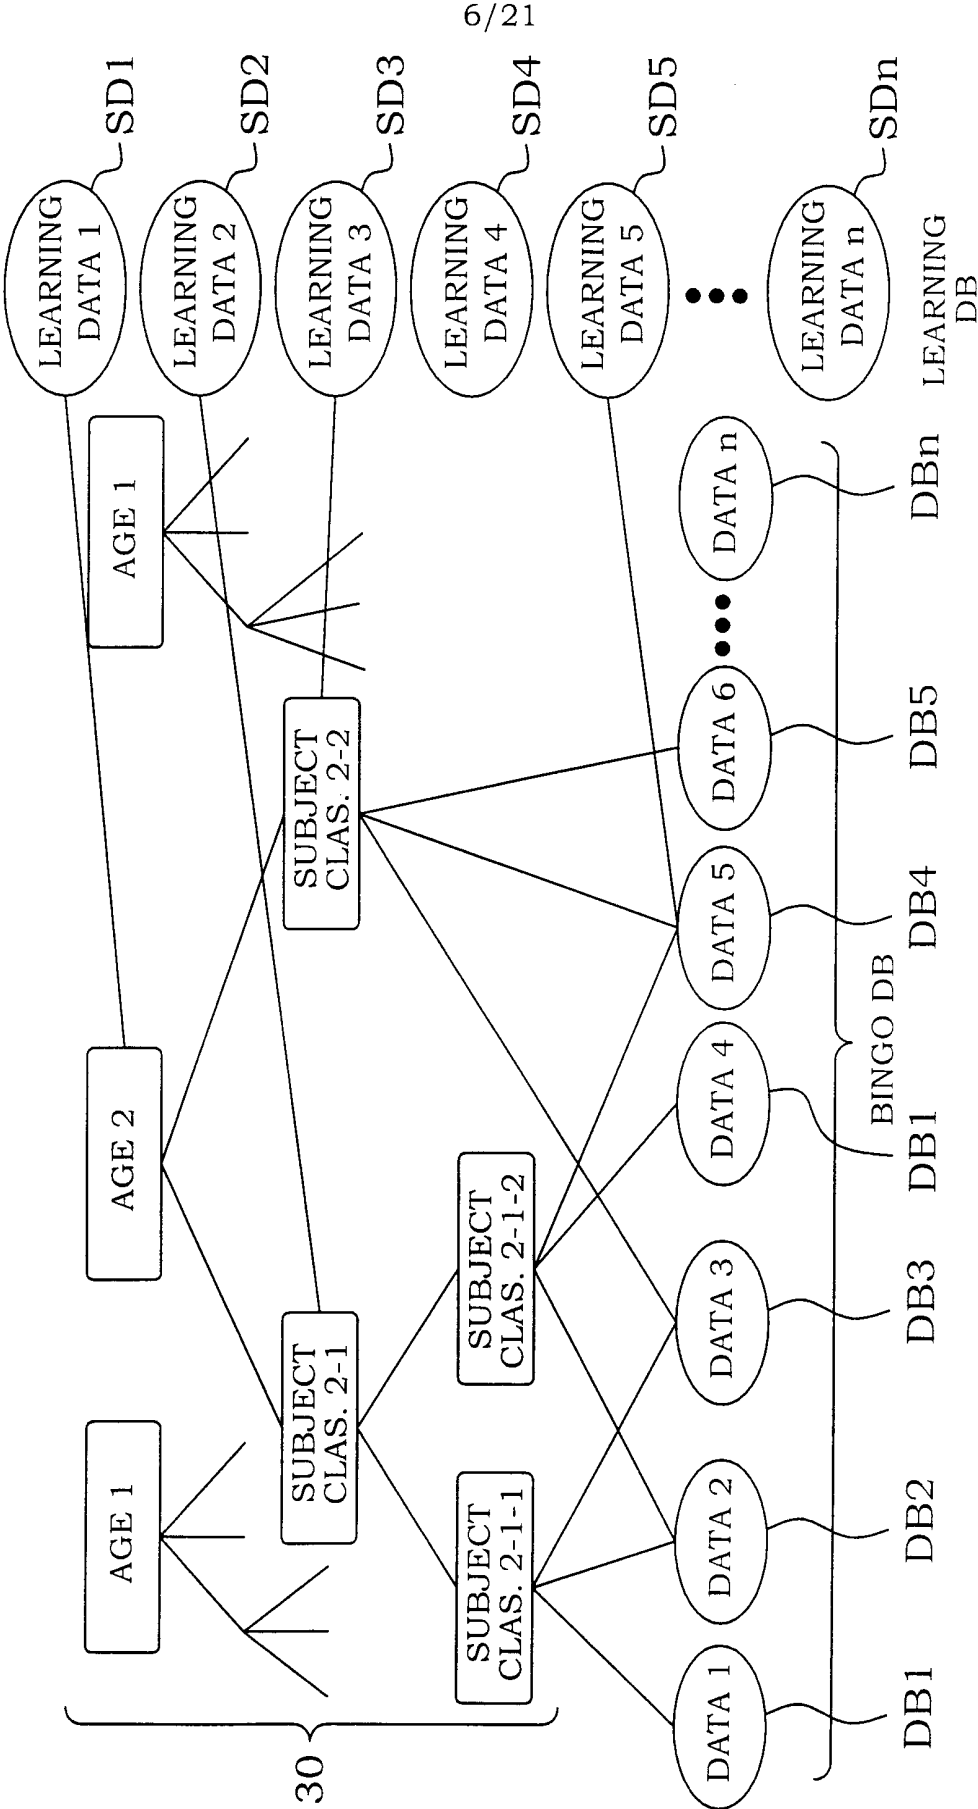 6/21
30
AGE 1
AGE 2
AGE 1
SUBJECT
CLAS. 2-1
SUBJECT
CLAS. 2-2
SUBJECT
CLAS. 2-1-1
SUBJECT
CLAS. 2-1-2
DATA 1
DATA 2
DATA 3
DATA 4
DATA 5
DATA 6
DATA n
DB1
DB2
DB3
DB1
DB4
DB5
DBn
BINGO DB
LEARNING
DATA 1
SD1
LEARNING
DATA 2
SD2
LEARNING
DATA 3
SD3
LEARNING
DATA 4
SD4
LEARNING
DATA 5
SD5
LEARNING
DATA n
SDn
LEARNING
DB